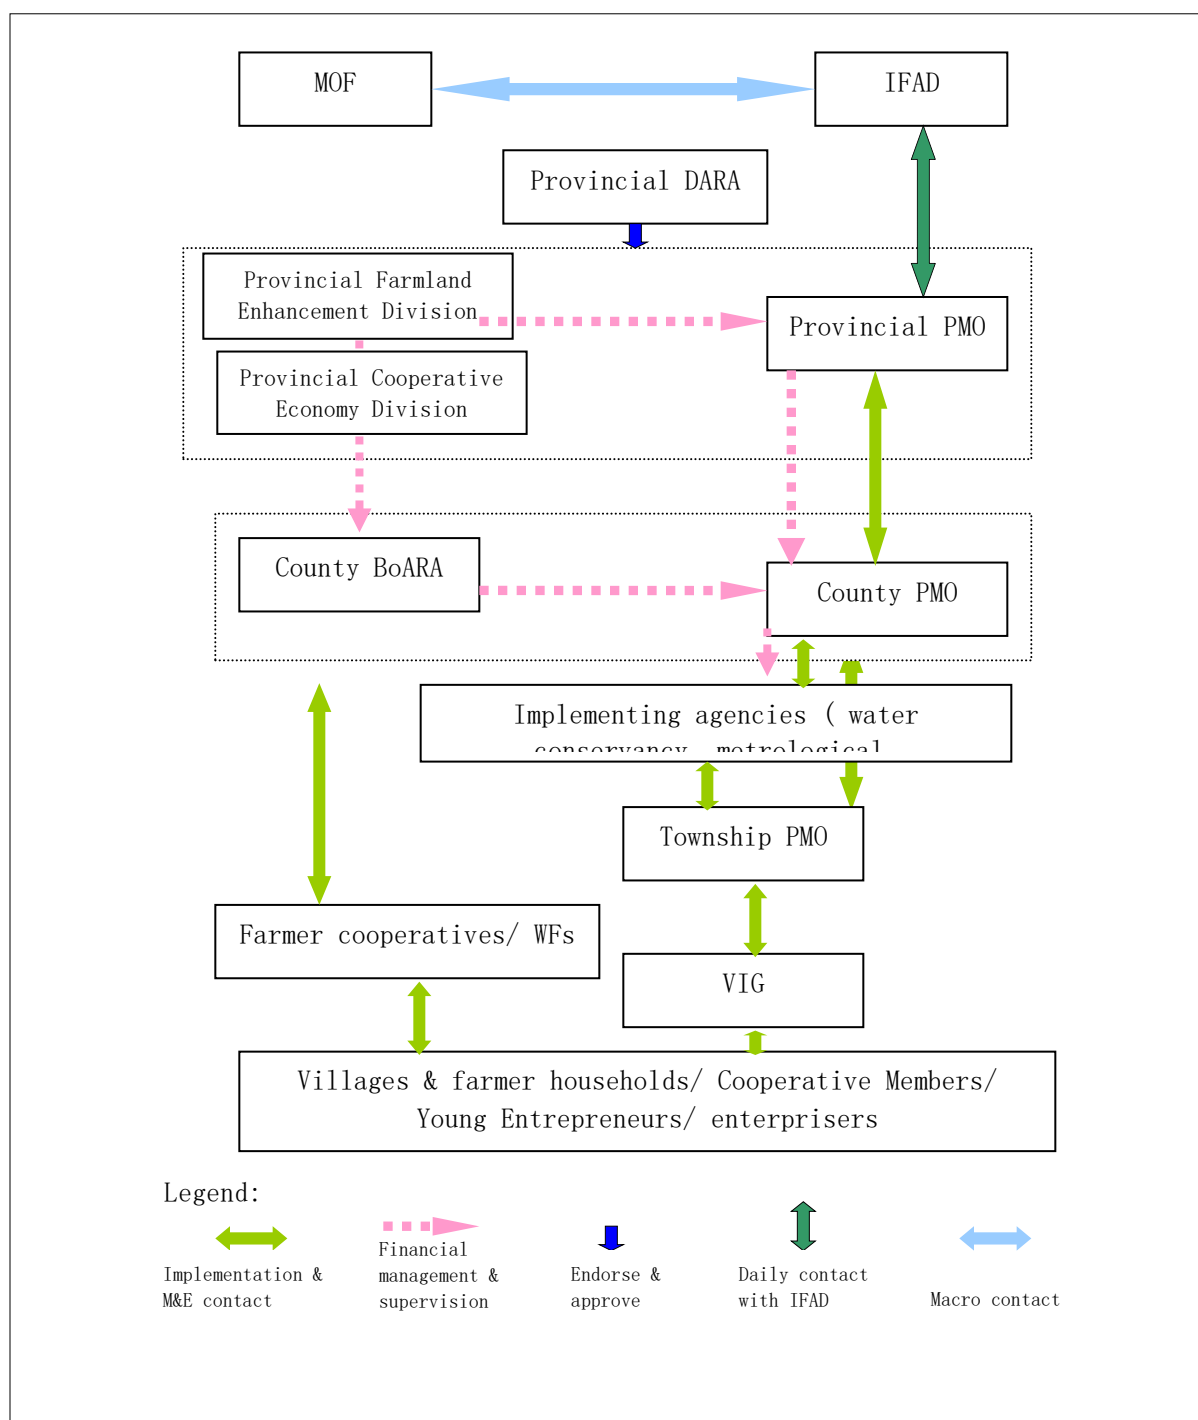 MOF
IFAD
Provincial DARA
Provincial Farmland
Enhancement Division
Provincial PMO
Provincial Cooperative
Economy Division
County BoARA
County PMO
Implementing agencies ( water
conservancy, metrological
Township PMO
Farmer cooperatives/ WFs
VIG
Villages & farmer households/ Cooperative Members/
Young Entrepreneurs/ enterprisers
Legend:
Implementation &
M&E contact
Financial
management &
supervision
Endorse &
approve
Daily contact
with IFAD
Macro contact